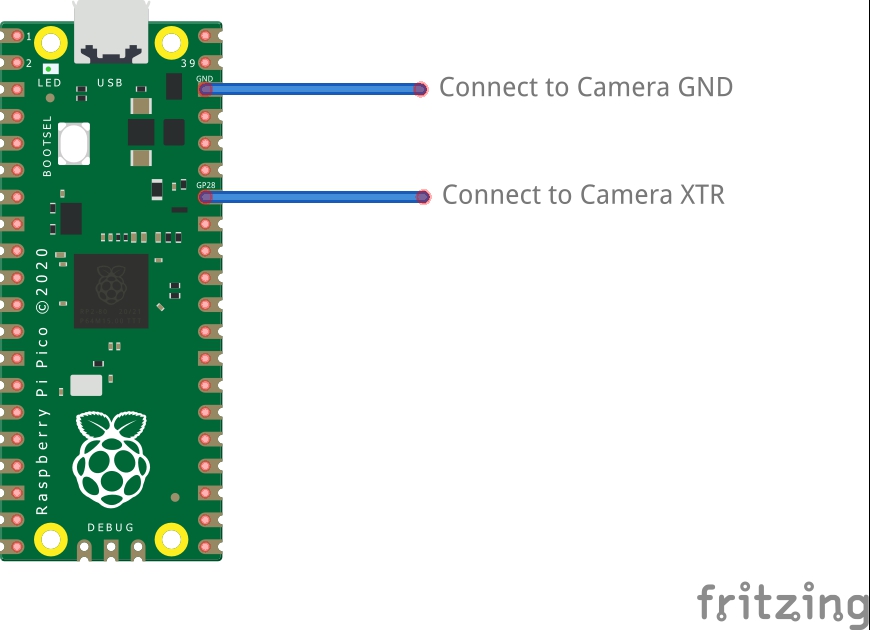 1
2
39
LED
USB
GND
Connect to Camera GND
BOOTSEL
GP28
Connect to Camera XTR
Raspberry Pi Pico ©2020
DEBUG
fritzing